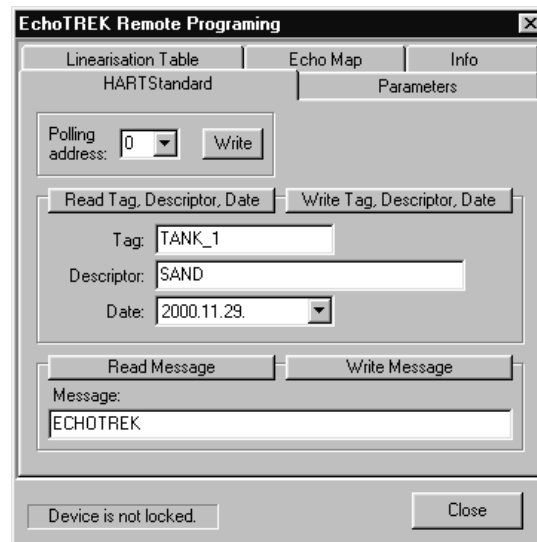 EchoTREK Remote Programing
Linearisation Table Echo Map Info
HARTStandard Parameters
Polling address: 0 Write
Read Tag, Descriptor, Date Write Tag, Descriptor, Date
Tag: TANK_1
Descriptor: SAND
Date: 2000.11.29.
Read Message Write Message
Message:
ECHOTREK
Device is not locked. Close